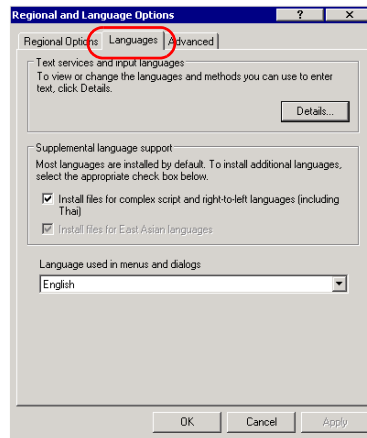 Regional and Language Options
Regional Options Languages Advanced
Text services and input languages
To view or change the languages and methods you can use to enter
text, click Details.
Details...
Supplemental language support
Most languages are installed by default. To install additional languages,
select the appropriate check box below.
Install files for complex script and right-to-left languages (including
Thai)
Install files for East Asian languages
Language used in menus and dialogs
English
OK Cancel Apply